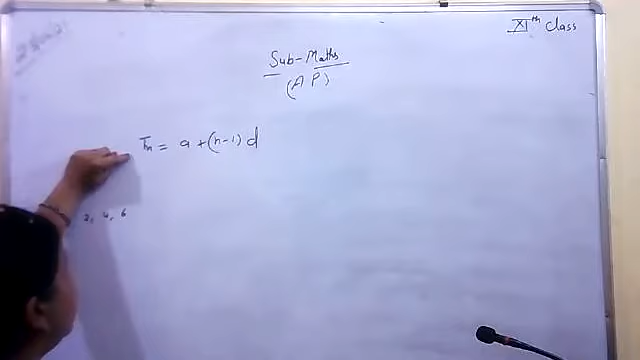 XIth Class
Sub-Maths
(A P)
Tn = a + (n-1) d
2, 4, 6